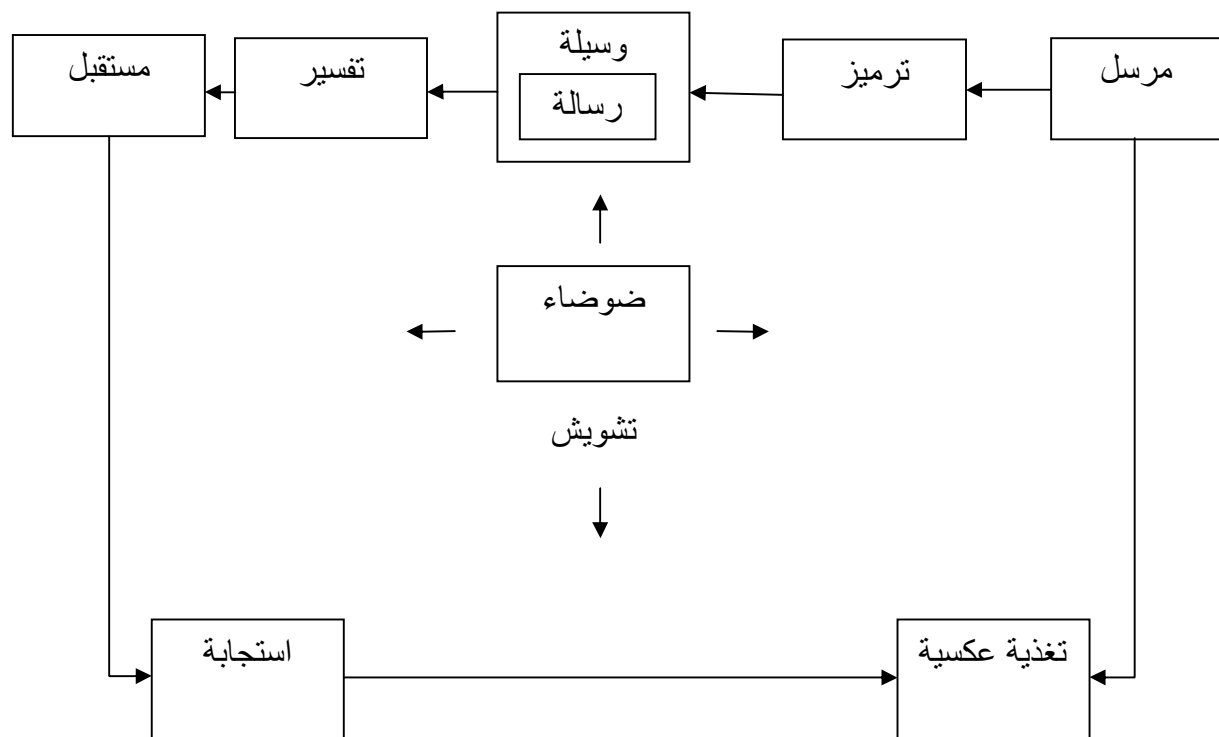 مرسل
ترميز
وسيلة
رسالة
تفسير
مستقبل
ضوضاء
تشويش
تغذية عكسية
استجابة